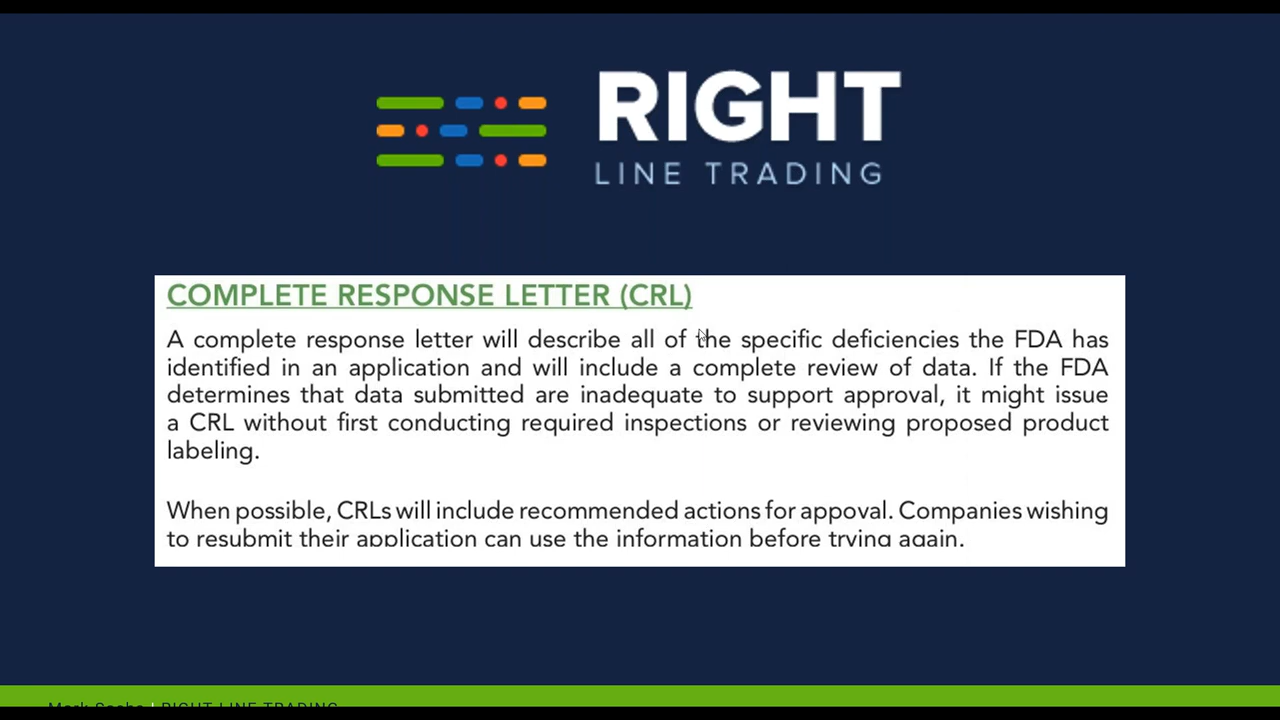 RIGHT
LINE TRADING
COMPLETE RESPONSE LETTER (CRL)
A complete response letter will describe all of the specific deficiencies the FDA has
identified in an application and will include a complete review of data. If the FDA
determines that data submitted are inadequate to support approval, it might issue
a CRL without first conducting required inspections or reviewing proposed product
labeling.
When possible, CRLs will include recommended actions for appoval. Companies wishing
to resubmit their application can use the information before trying again.
| RIGHT LINE TRADING